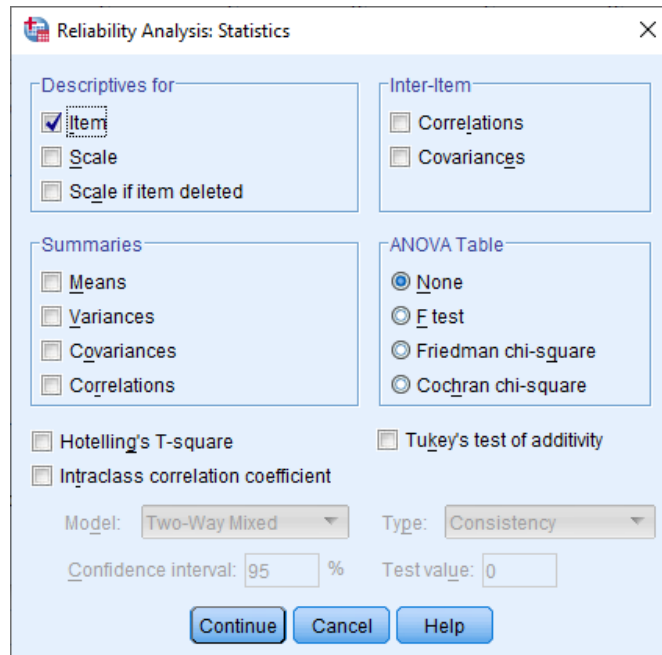 Reliability Analysis: Statistics
Descriptives for
Item
Scale
Scale if item deleted
Inter-Item
Correlations
Covariances
Summaries
Means
Variances
Covariances
Correlations
ANOVA Table
None
F test
Friedman chi-square
Cochran chi-square
Hotelling's T-square
Tukey's test of additivity
Intraclass correlation coefficient
Model: Two-Way Mixed Type: Consistency
Confidence interval: 95 % Test value: 0
Continue Cancel Help